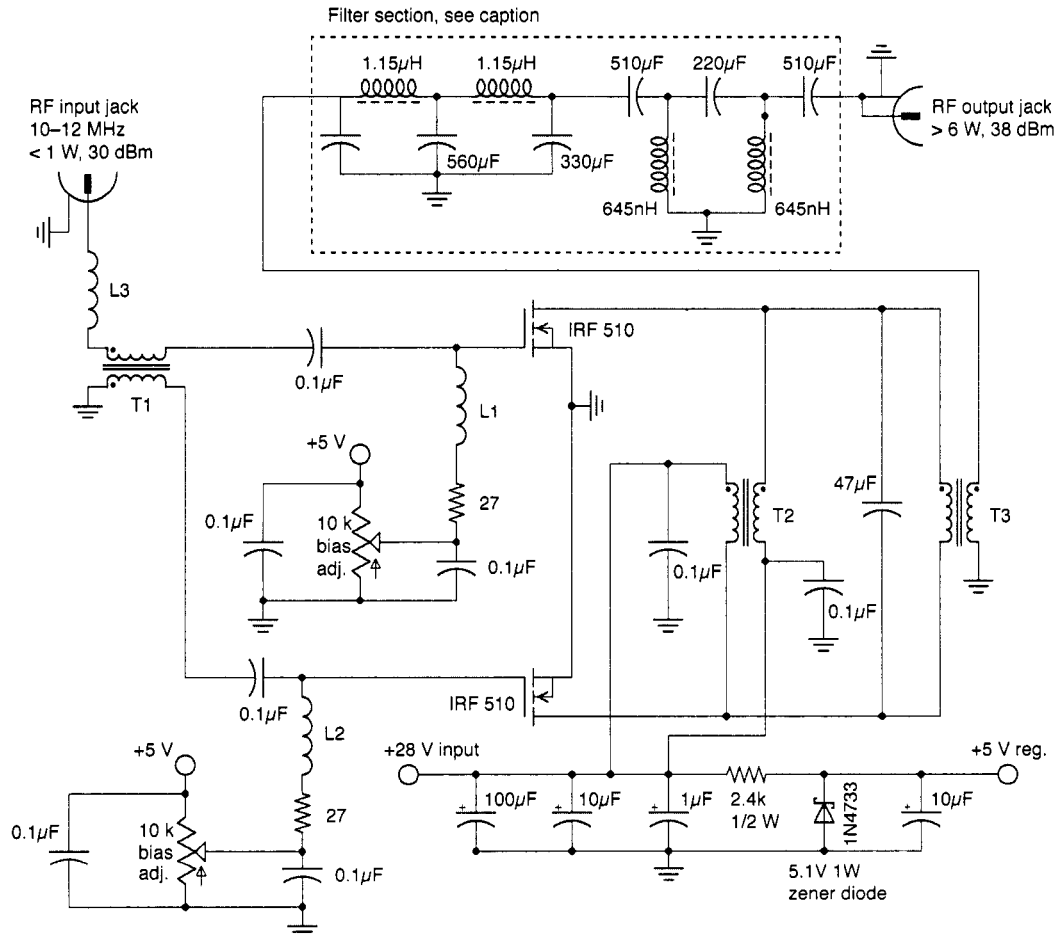 Filter section, see caption
1.15µH
1.15µH
510µF
220µF
510µF
RF input jack
10–12 MHz
< 1 W, 30 dBm
RF output jack
> 6 W, 38 dBm
560µF
330µF
645nH
645nH
L3
T1
0.1µF
IRF 510
L1
+5 V
0.1µF
10 k
bias
adj.
27
0.1µF
0.1µF
T2
47µF
T3
0.1µF
0.1µF
IRF 510
L2
+5 V
0.1µF
10 k
bias
adj.
27
0.1µF
+28 V input
+5 V reg.
+
100µF
+
10µF
+
1µF
2.4k
1/2 W
1N4733
+
10µF
5.1V 1W
zener diode